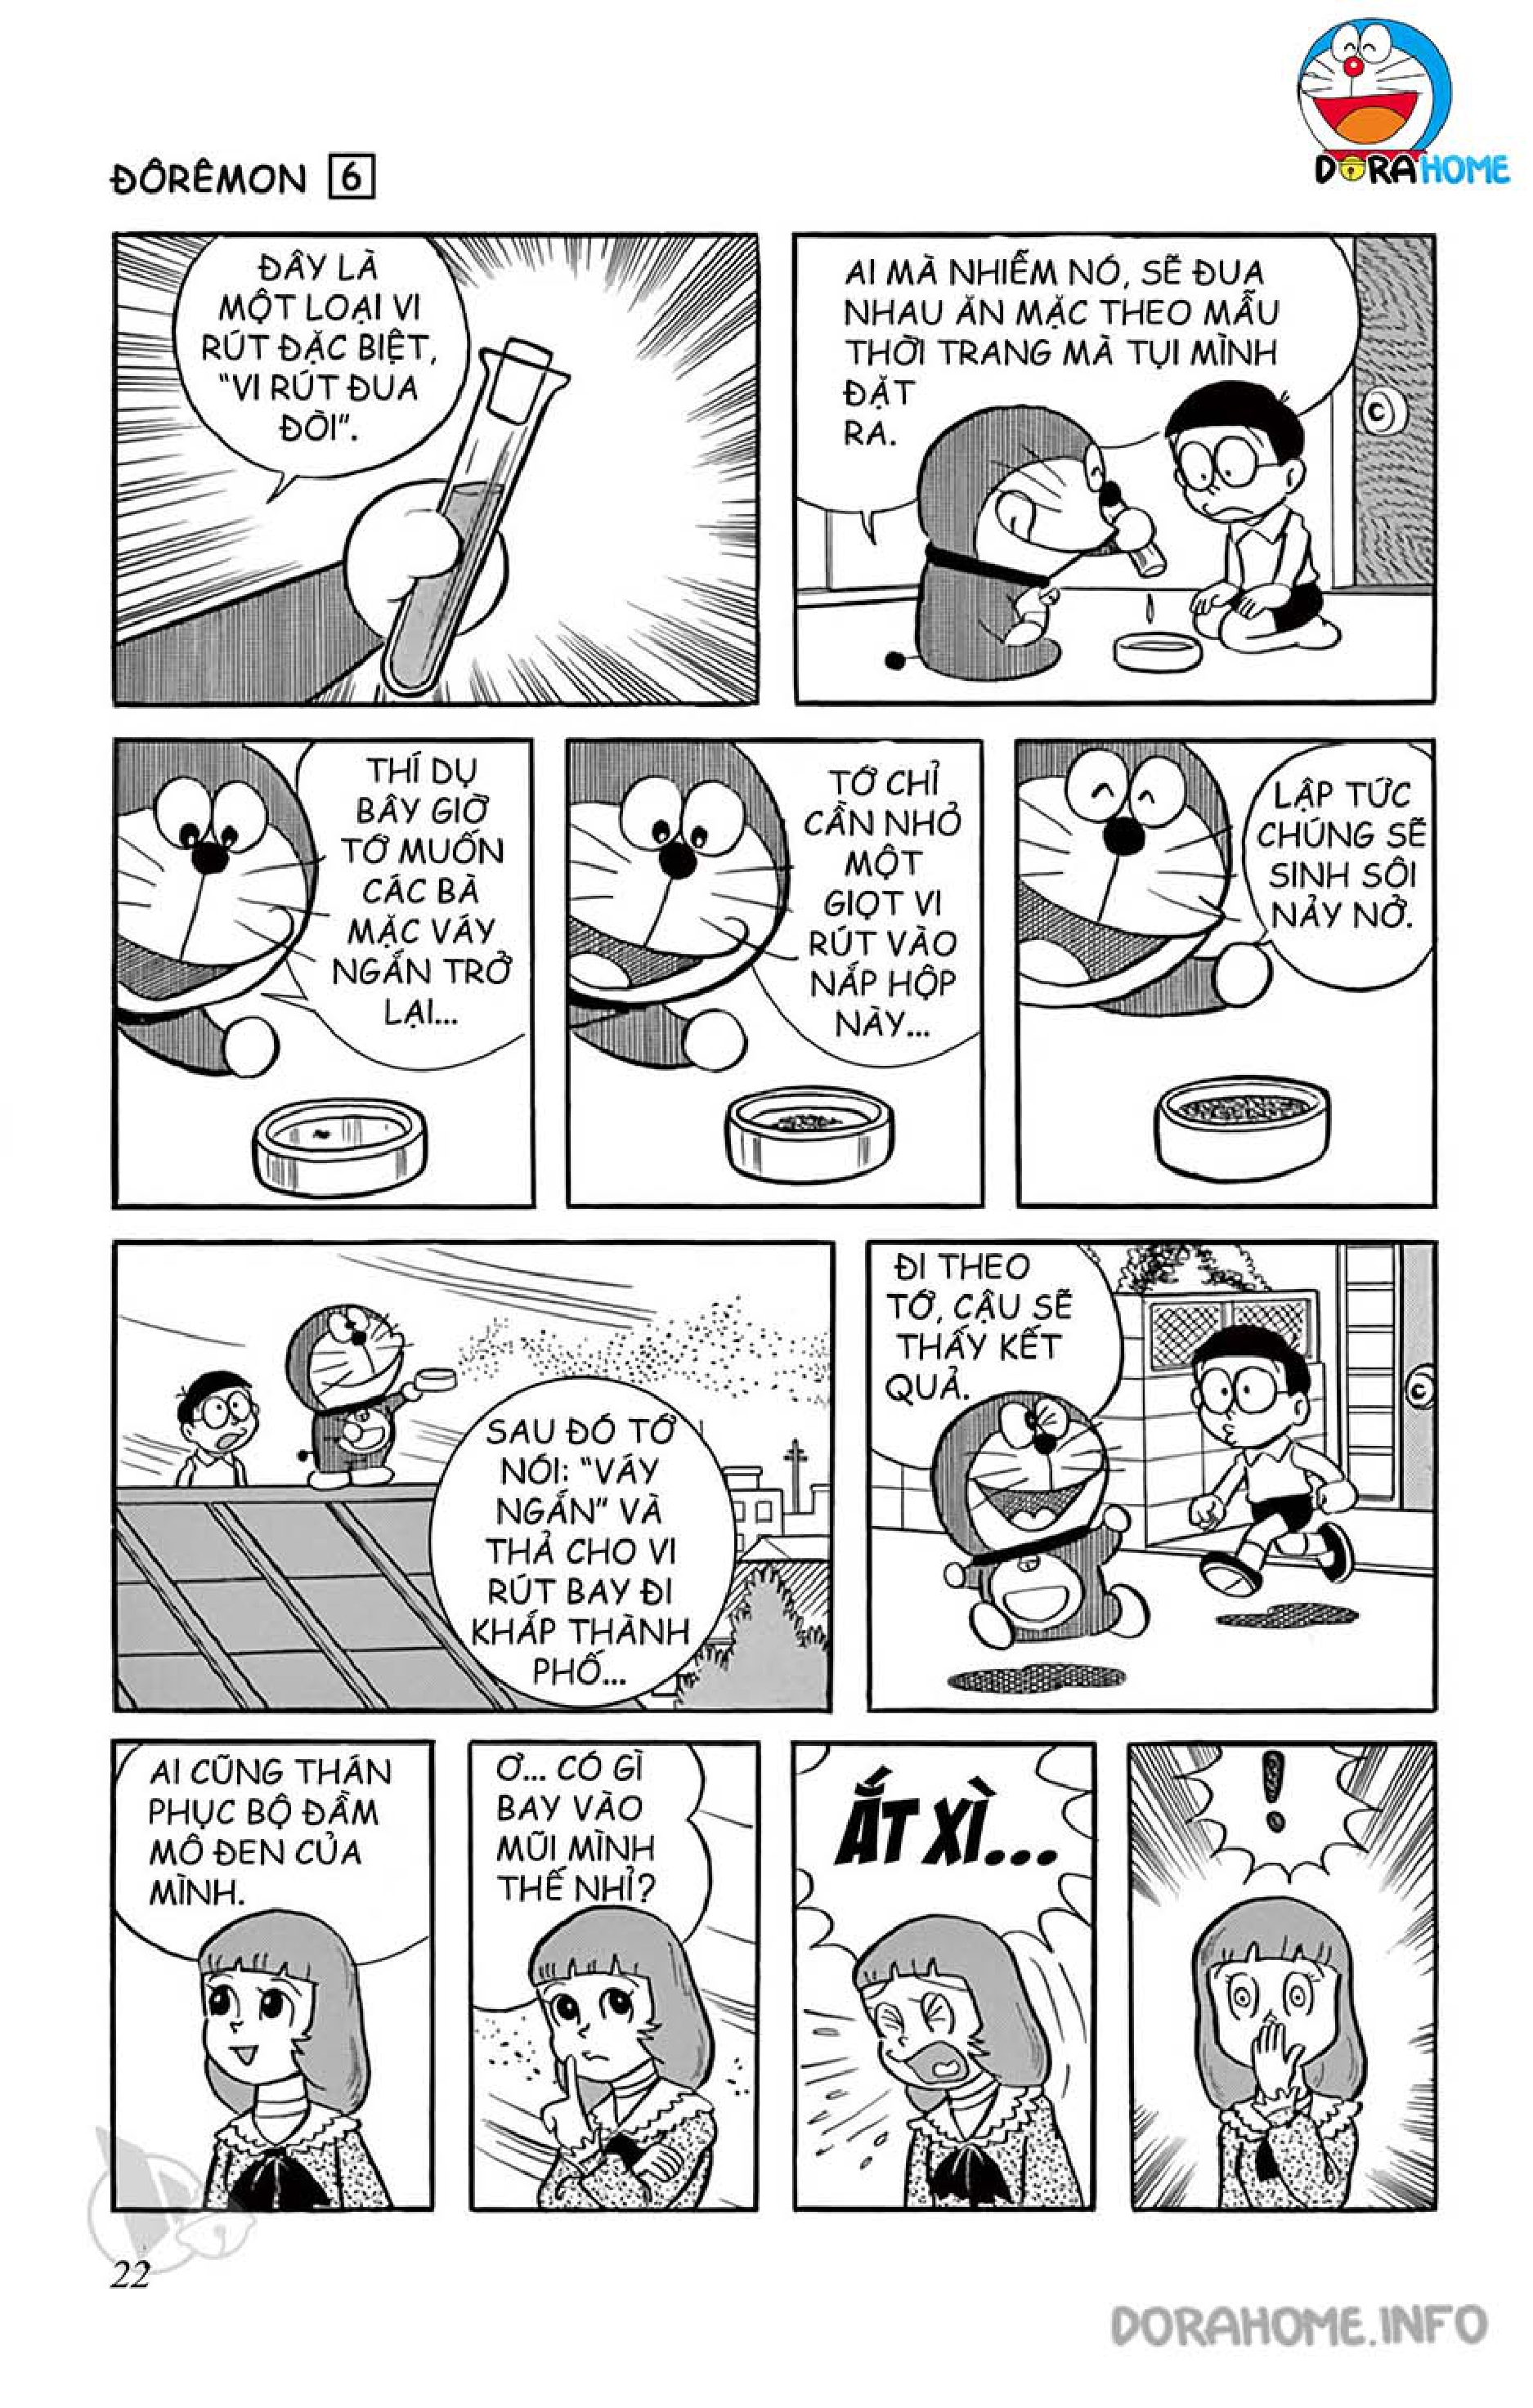 DORAHOME
ĐÔRÊMON 6
ĐÂY LÀ
MỘT LOẠI VI
RÚT ĐẶC BIỆT,
"VI RÚT ĐUA
ĐÒI".
AI MÀ NHIỄM NÓ, SẼ ĐUA
NHAU ĂN MẶC THEO MẪU
THỜI TRANG MÀ TỤI MÌNH
ĐẶT
RA.
THÍ DỤ
BÂY GIỜ
TỚ MUỐN
CÁC BÀ
MẶC VÁY
NGẮN TRỞ
LẠI...
TỚ CHỈ
CẦN NHỎ
MỘT
GIỌT VI
RÚT VÀO
NẮP HỘP
NÀY...
LẬP TỨC
CHÚNG SẼ
SINH SÔI
NẢY NỞ.
SAU ĐÓ TỚ
NÓI: "VÁY
NGẮN" VÀ
THẢ CHO VI
RÚT BAY ĐI
KHẮP THÀNH
PHỐ...
ĐI THEO
TỚ, CẬU SẼ
THẤY KẾT
QUẢ.
AI CŨNG THÁN
PHỤC BỘ ĐẦM
MÔ ĐEN CỦA
MÌNH.
Ơ... CÓ GÌ
BAY VÀO
MŨI MÌNH
THẾ NHỈ?
ẮT XÌ...
!
22
DORAHOME.INFO